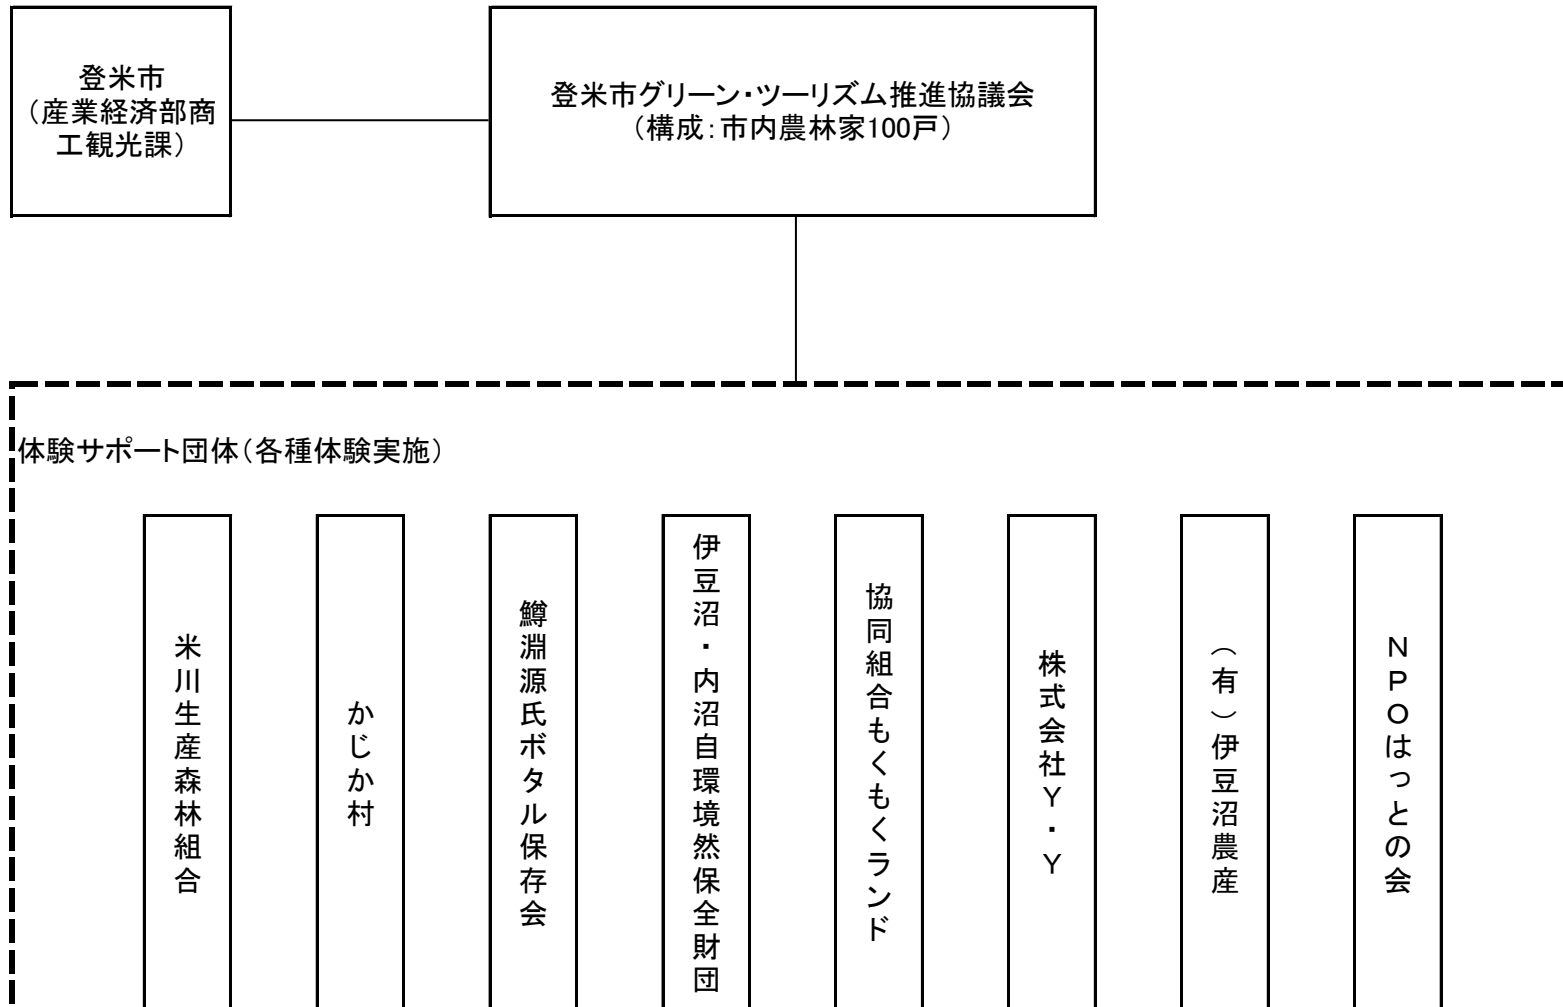 登米市
（産業経済部商
工観光課）
登米市グリーン・ツーリズム推進協議会
（構成：市内農林家100戸）
体験サポート団体（各種体験実施）
米川生産森林組合
かじか村
鱒淵源氏ボタル保存会
伊豆沼・内沼自環境然保全財団
協同組合もくもくランド
株式会社Ｙ・Ｙ
（有）伊豆沼農産
ＮＰＯはっとの会